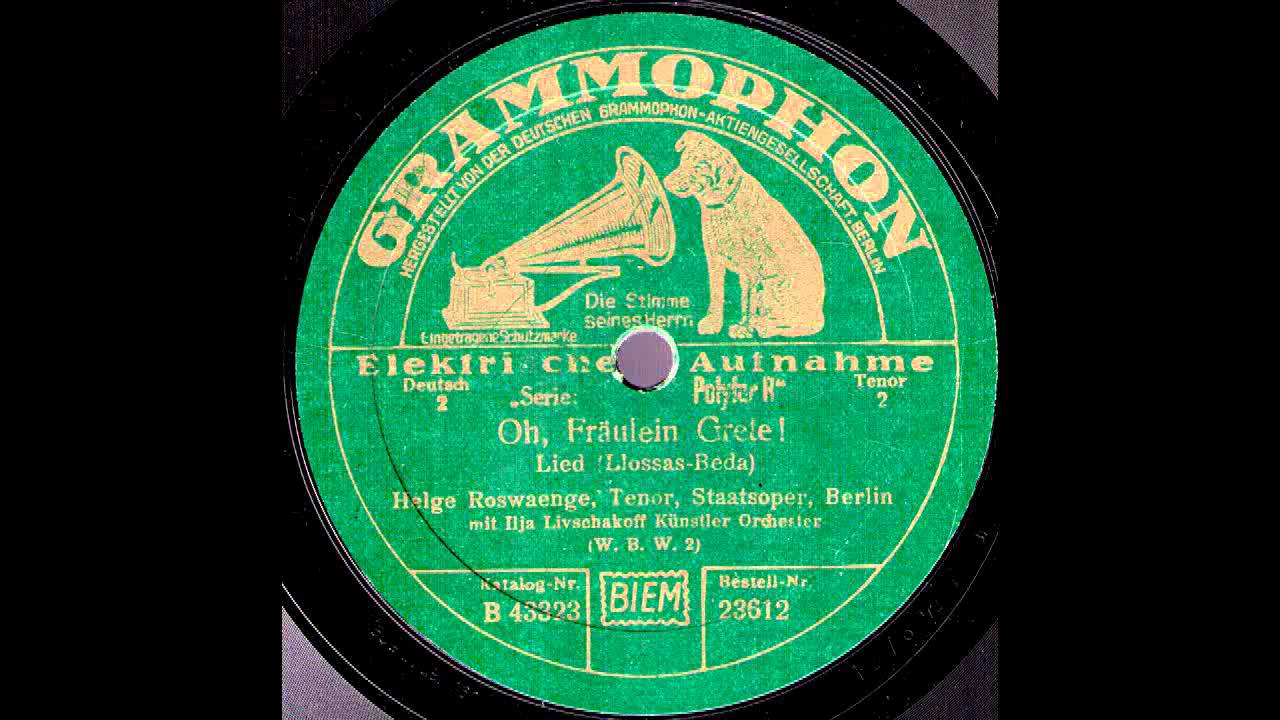 GRAMMOPHON
HERGESTELLT VON DER DEUTSCHEN GRAMMOPHON-AKTIENGESELLSCHAFT. BERLIN
Die Stimme
seines Herrn
Eingetragene Schutzmarke
Elektrische Aufnahme
Deutsch
2
„Serie: Polyfar R“
Tenor
2
Oh, Fräulein Grete!
Lied (Llossas-Beda)
Helge Roswaenge, Tenor, Staatsoper, Berlin
mit Ilja Livschakoff Künstler Orchester
(W. B. W. 2)
Katalog-Nr.
B 43323
BIEM
Bestell-Nr.
23612